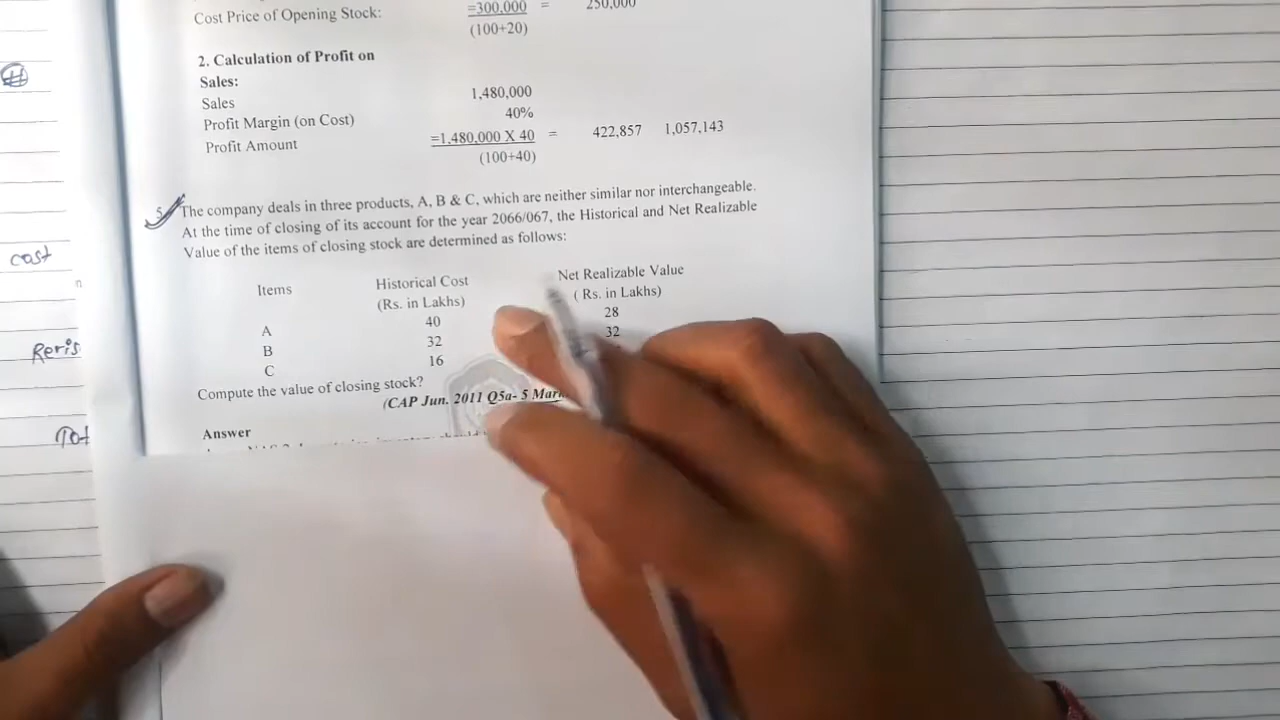 Cost Price of Opening Stock: =300,000 = 250,000
(100+20)
2. Calculation of Profit on
Sales:
Sales 1,480,000
Profit Margin (on Cost) 40%
Profit Amount =1,480,000 X 40 = 422,857 1,057,143
(100+40)
5
The company deals in three products, A, B & C, which are neither similar nor interchangeable.
At the time of closing of its account for the year 2066/067, the Historical and Net Realizable
Value of the items of closing stock are determined as follows:
Items Historical Cost Net Realizable Value
(Rs. in Lakhs) ( Rs. in Lakhs)
A 40 28
B 32 32
C 16
Compute the value of closing stock?
(CAP Jun. 2011 Q5a- 5
Answer
cost